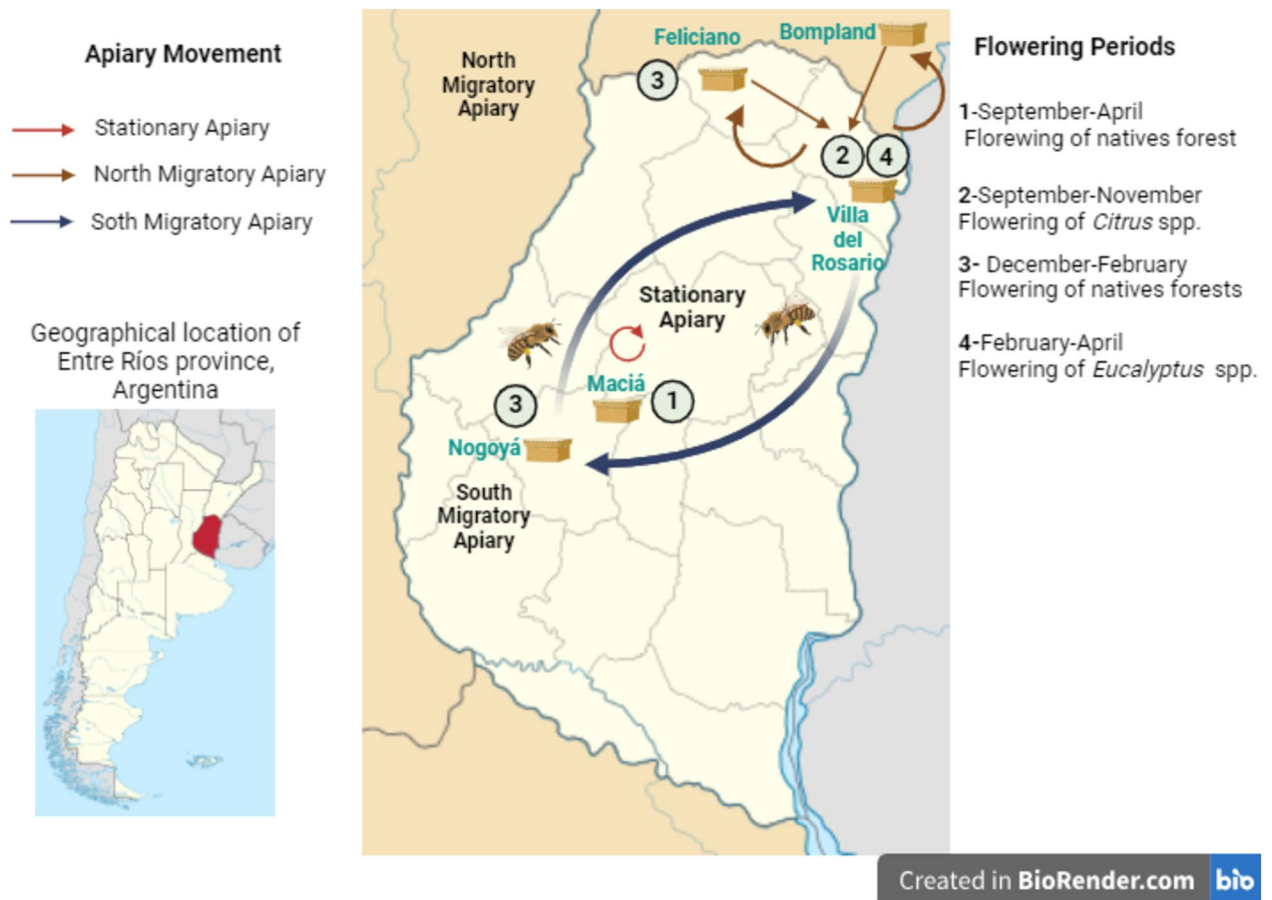 Apiary Movement
Stationary Apiary
North Migratory Apiary
Soth Migratory Apiary
Geographical location of
Entre Ríos province,
Argentina
North
Migratory
Apiary
Feliciano
Bompland
3
2
4
Villa
del
Rosario
Stationary
Apiary
Maciá
3
1
Nogoyá
South
Migratory
Apiary
Flowering Periods
1-September-April
Florewing of natives forest
2-September-November
Flowering of Citrus spp.
3- December-February
Flowering of natives forests
4-February-April
Flowering of Eucalyptus spp.
Created in BioRender.com bio